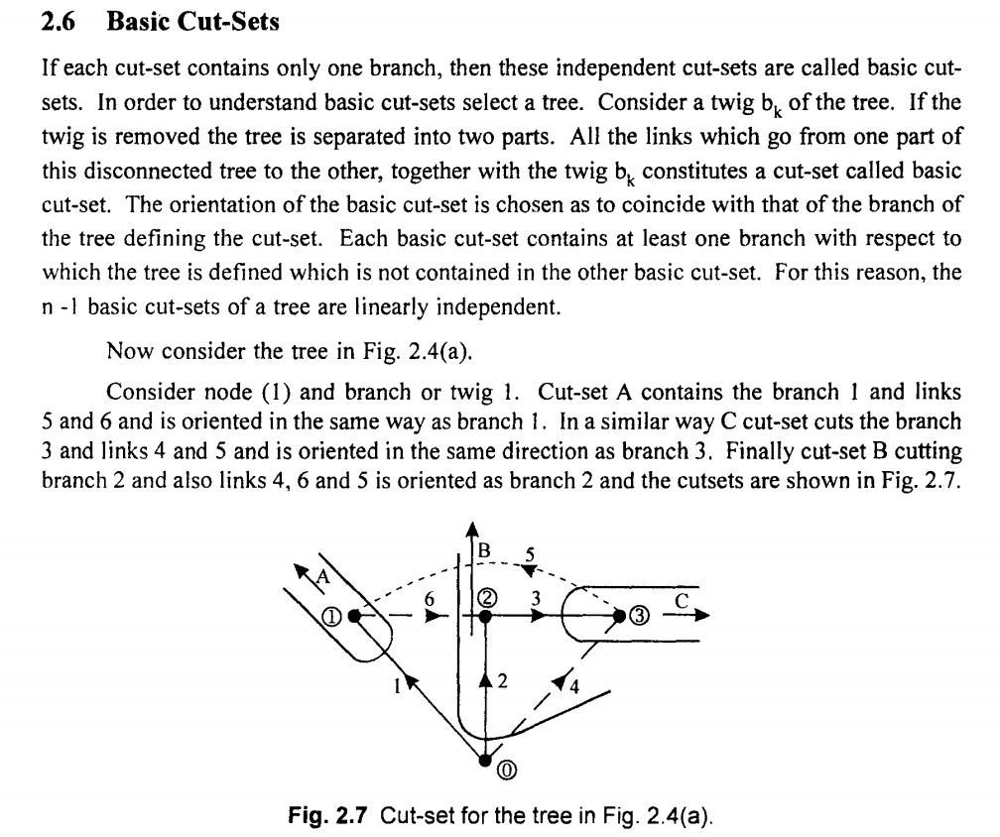 2.6 Basic Cut-Sets
If each cut-set contains only one branch, then these independent cut-sets are called basic cut-
sets. In order to understand basic cut-sets select a tree. Consider a twig bk of the tree. If the
twig is removed the tree is separated into two parts. All the links which go from one part of
this disconnected tree to the other, together with the twig bk constitutes a cut-set called basic
cut-set. The orientation of the basic cut-set is chosen as to coincide with that of the branch of
the tree defining the cut-set. Each basic cut-set contains at least one branch with respect to
which the tree is defined which is not contained in the other basic cut-set. For this reason, the
n -1 basic cut-sets of a tree are linearly independent.
Now consider the tree in Fig. 2.4(a).
Consider node (1) and branch or twig 1. Cut-set A contains the branch 1 and links
5 and 6 and is oriented in the same way as branch 1. In a similar way C cut-set cuts the branch
3 and links 4 and 5 and is oriented in the same direction as branch 3. Finally cut-set B cutting
branch 2 and also links 4, 6 and 5 is oriented as branch 2 and the cutsets are shown in Fig. 2.7.
B 5
A
6 ② 3 C
① ③
1 2 4
⓪
Fig. 2.7 Cut-set for the tree in Fig. 2.4(a).